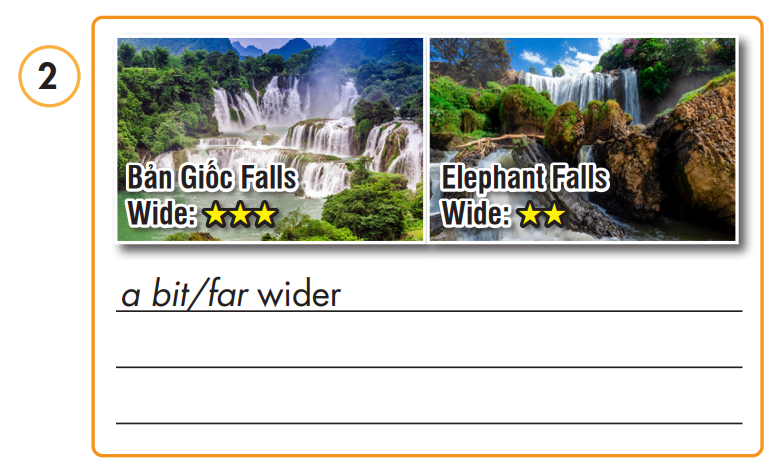 2
Bản Giốc Falls
Wide: ★★★
Elephant Falls
Wide: ★★
a bit/far wider